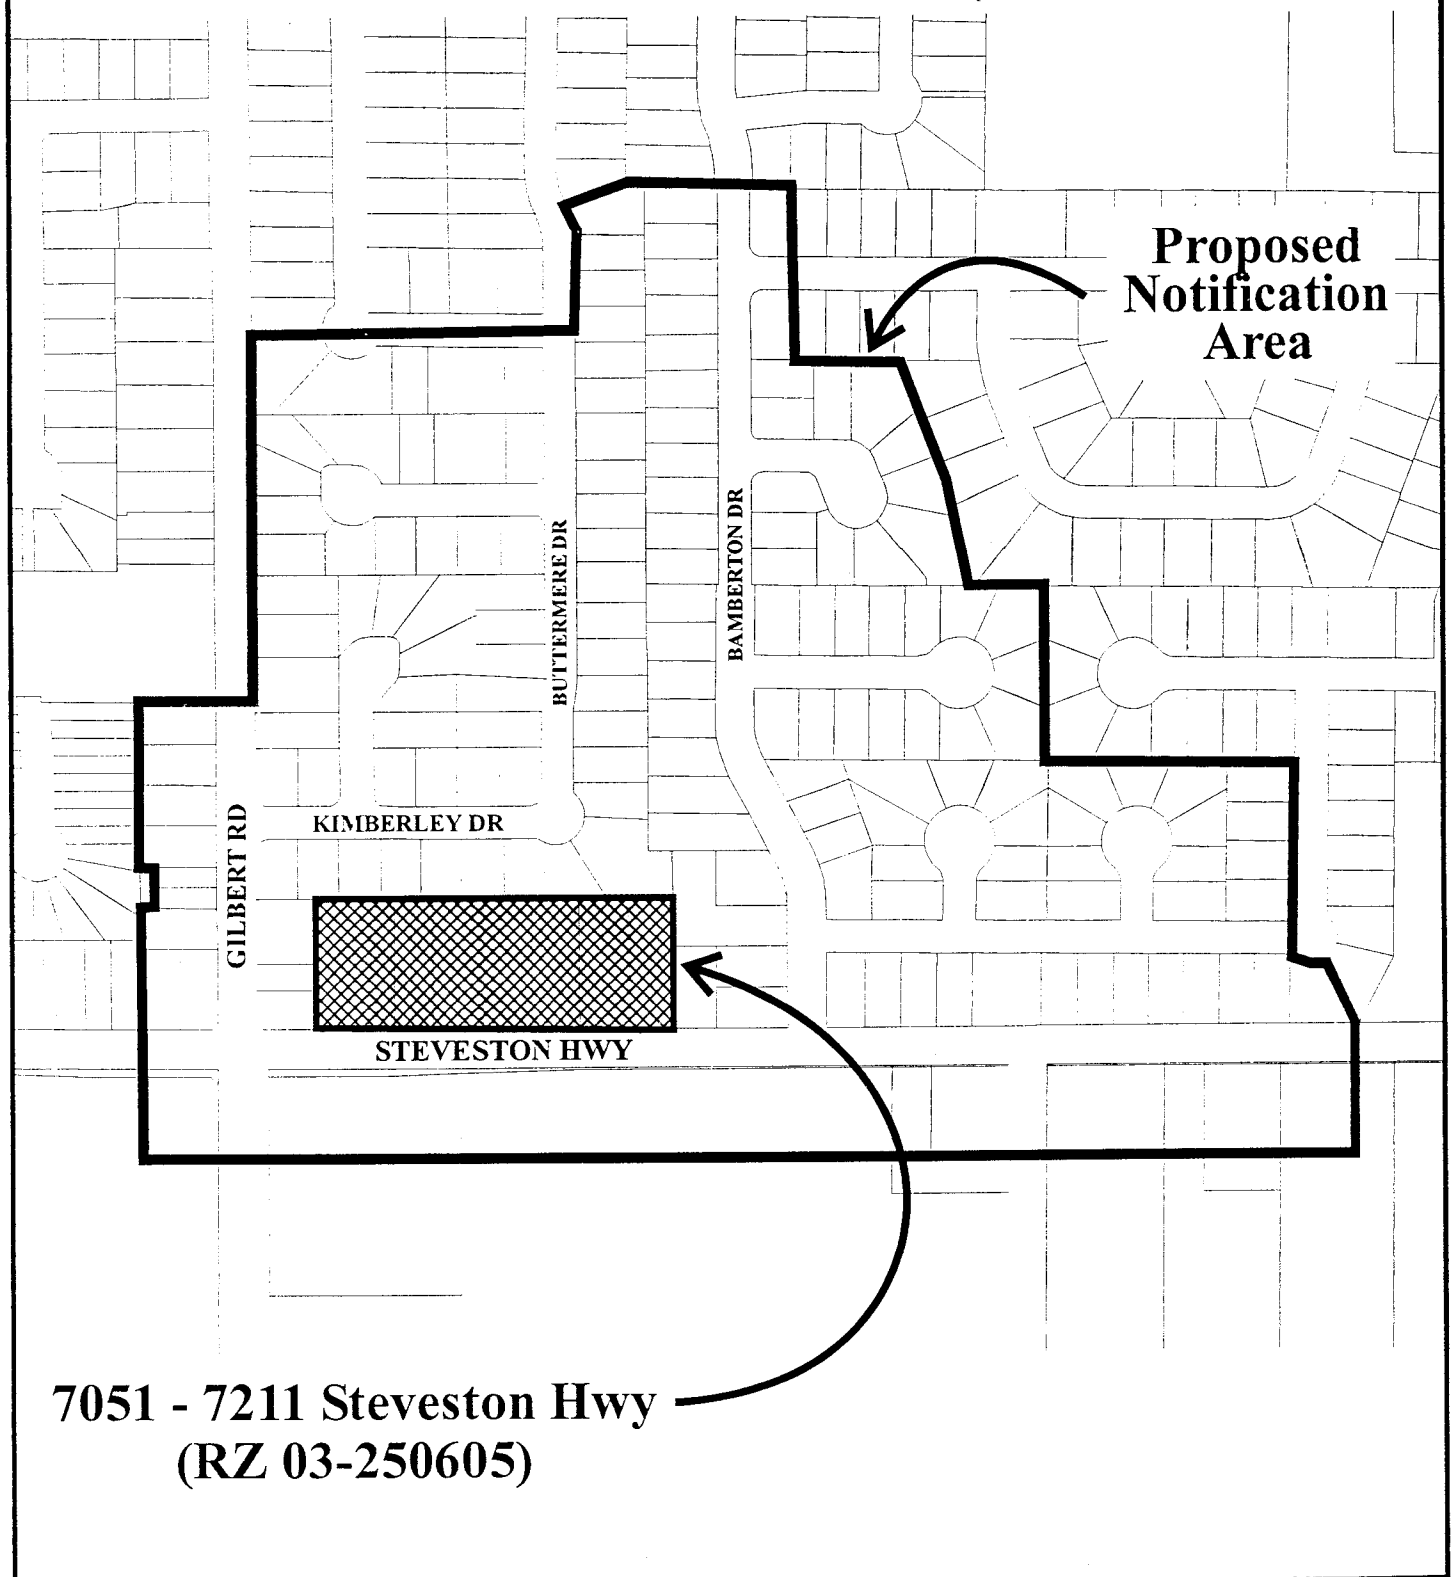 Proposed
Notification
Area
BUTTERMERE DR
BAMBERTON DR
KIMBERLEY DR
GILBERT RD
STEVESTON HWY
7051 - 7211 Steveston Hwy
(RZ 03-250605)